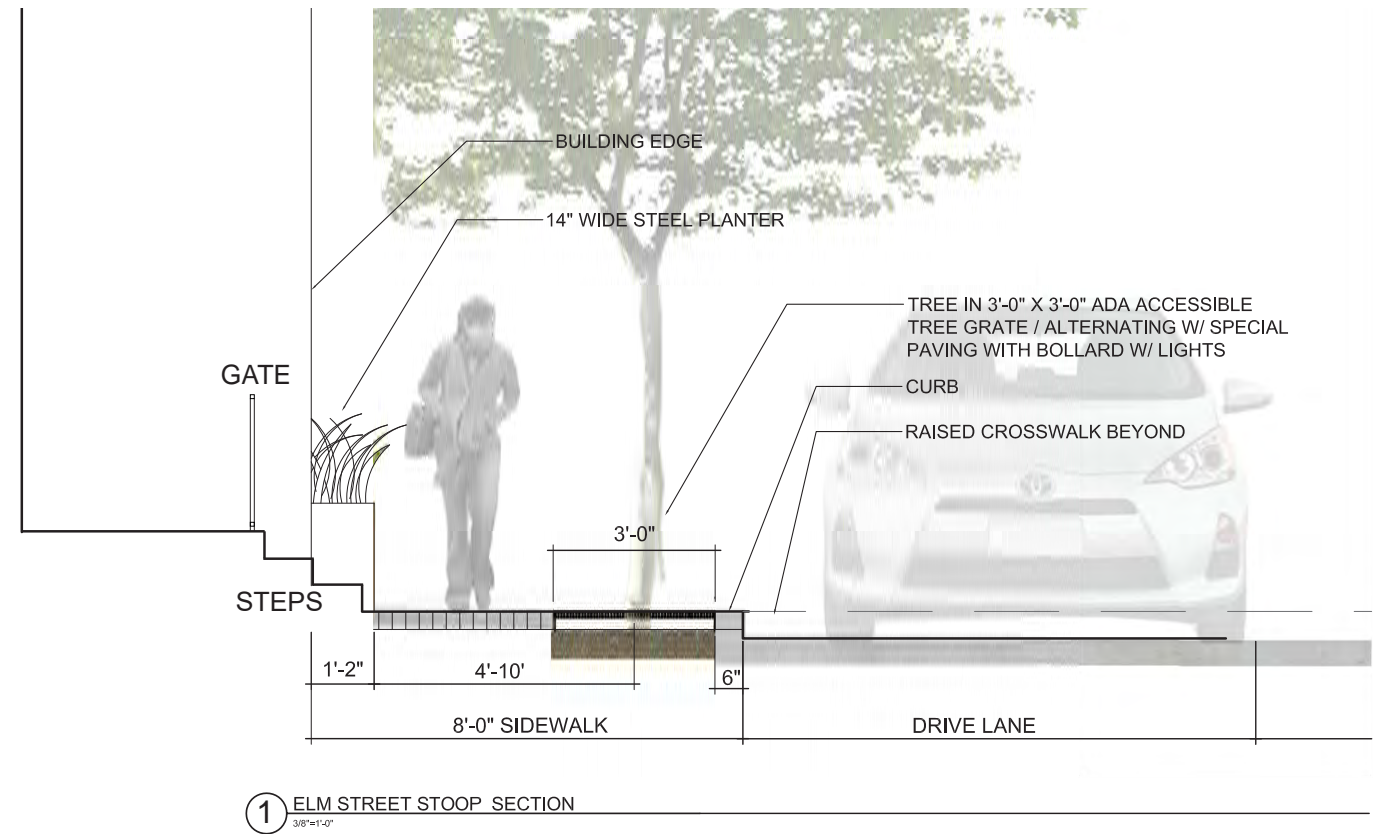 BUILDING EDGE
14" WIDE STEEL PLANTER
TREE IN 3'-0" X 3'-0" ADA ACCESSIBLE
TREE GRATE / ALTERNATING W/ SPECIAL
PAVING WITH BOLLARD W/ LIGHTS
GATE
CURB
RAISED CROSSWALK BEYOND
3'-0"
STEPS
1'-2"
4'-10'
6"
8'-0" SIDEWALK
DRIVE LANE
1
ELM STREET STOOP SECTION
3/8"=1'-0"